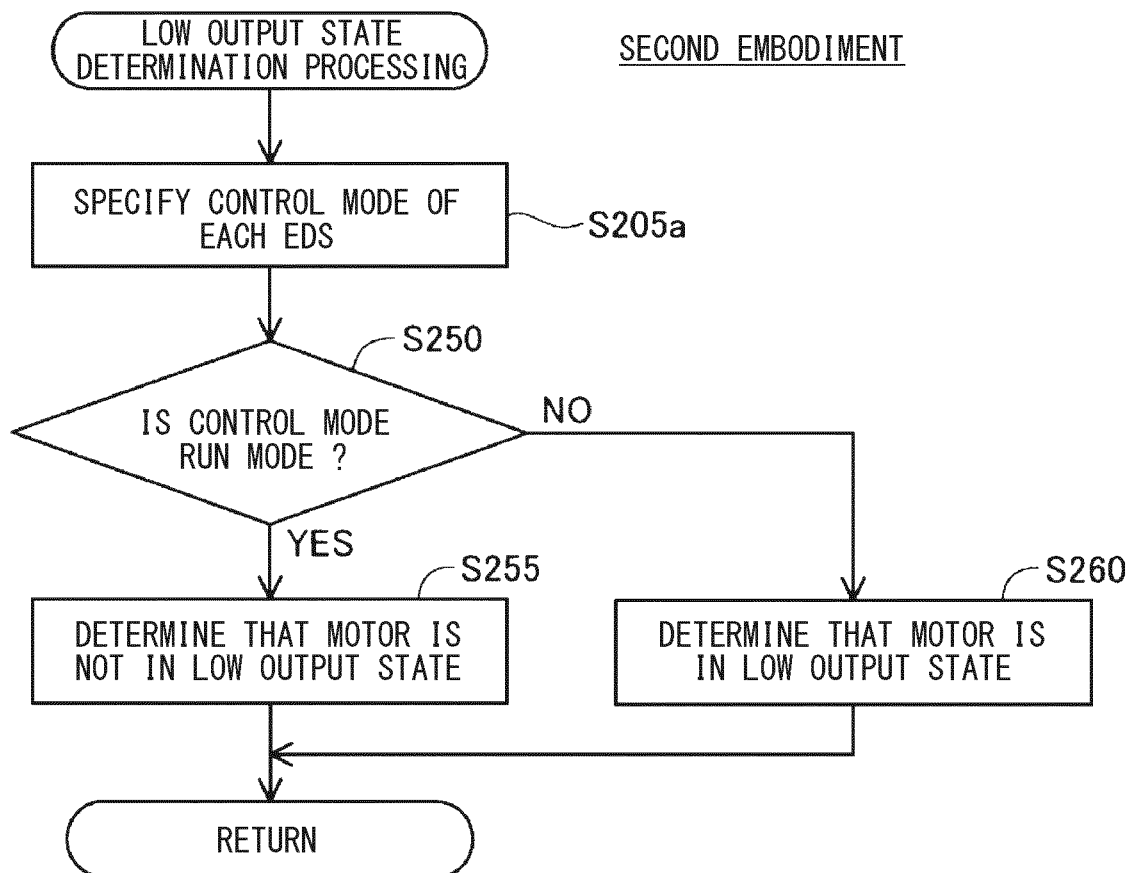 LOW OUTPUT STATE
DETERMINATION PROCESSING
SECOND EMBODIMENT
SPECIFY CONTROL MODE OF
EACH EDS
S205a
S250
IS CONTROL MODE
RUN MODE ?
NO
YES
S255
S260
DETERMINE THAT MOTOR IS
NOT IN LOW OUTPUT STATE
DETERMINE THAT MOTOR IS
IN LOW OUTPUT STATE
RETURN